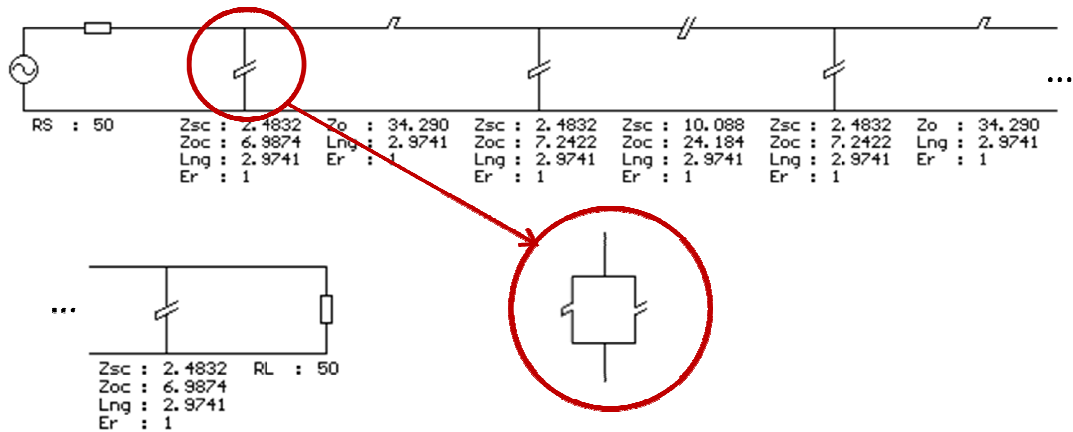 ...
RS : 50 Zsc : 2.4832 Zo : 34.290 Zsc : 2.4832 Zsc : 10.088 Zsc : 2.4832 Zo : 34.290
Zoc : 6.9874 Lng : 2.9741 Zoc : 7.2422 Zoc : 24.184 Zoc : 7.2422 Lng : 2.9741
Lng : 2.9741 Er : 1 Lng : 2.9741 Lng : 2.9741 Lng : 2.9741 Er : 1
Er : 1 Er : 1 Er : 1 Er : 1
...
Zsc : 2.4832 RL : 50
Zoc : 6.9874
Lng : 2.9741
Er : 1